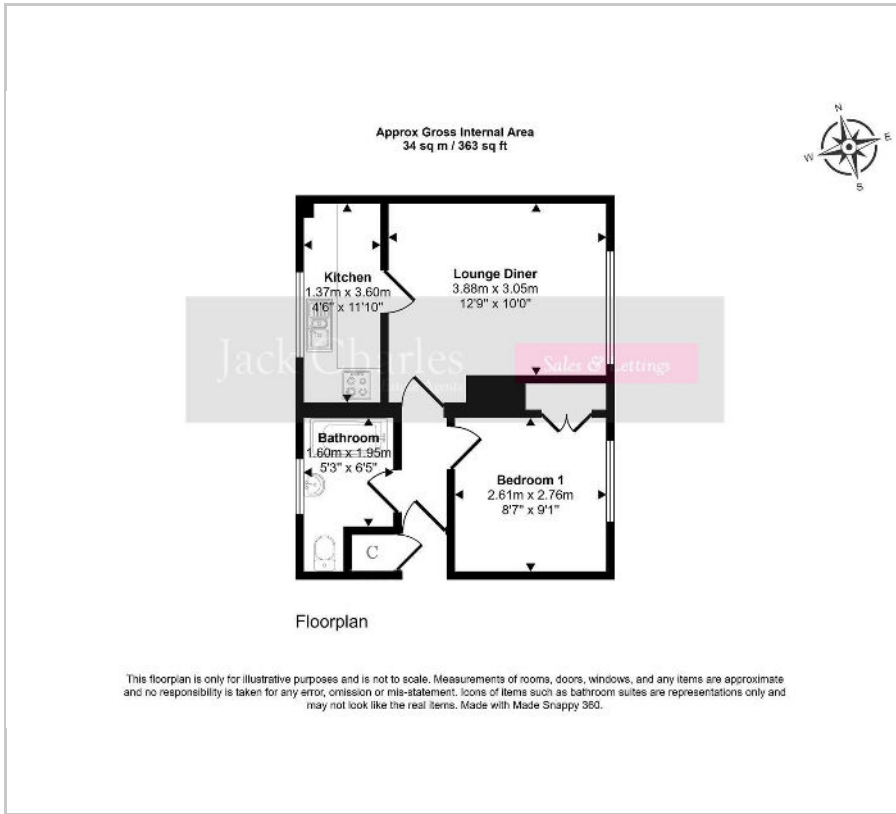 Approx Gross Internal Area
34 sq m / 363 sq ft
N
E
W
S
Kitchen
1.37m x 3.60m
4'6" x 11'10"
Lounge Diner
3.88m x 3.05m
12'9" x 10'0"
Jack Charles
Sales & Lettings
Bathroom
1.60m x 1.95m
5'3" x 6'5"
Bedroom 1
2.61m x 2.76m
8'7" x 9'1"
C
Floorplan
This floorplan is only for illustrative purposes and is not to scale. Measurements of rooms, doors, windows, and any items are approximate
and no responsibility is taken for any error, omission or mis-statement. Icons of items such as bathroom suites are representations only and
may not look like the real items. Made with Made Snappy 360.